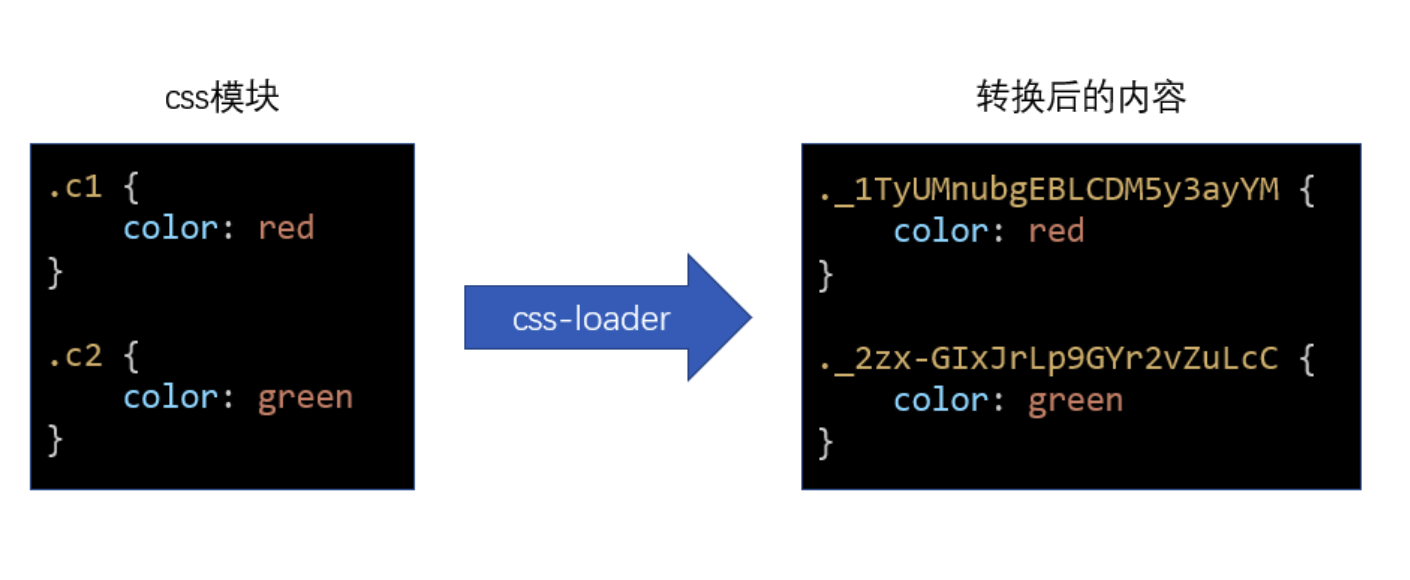 css模块
.c1 {
    color: red
}
.c2 {
    color: green
}
css-loader
转换后的内容
._1TyUMnubgEBLCDM5y3ayYM {
    color: red
}
._2zx-GIxJrLp9GYr2vZuLcC {
    color: green
}